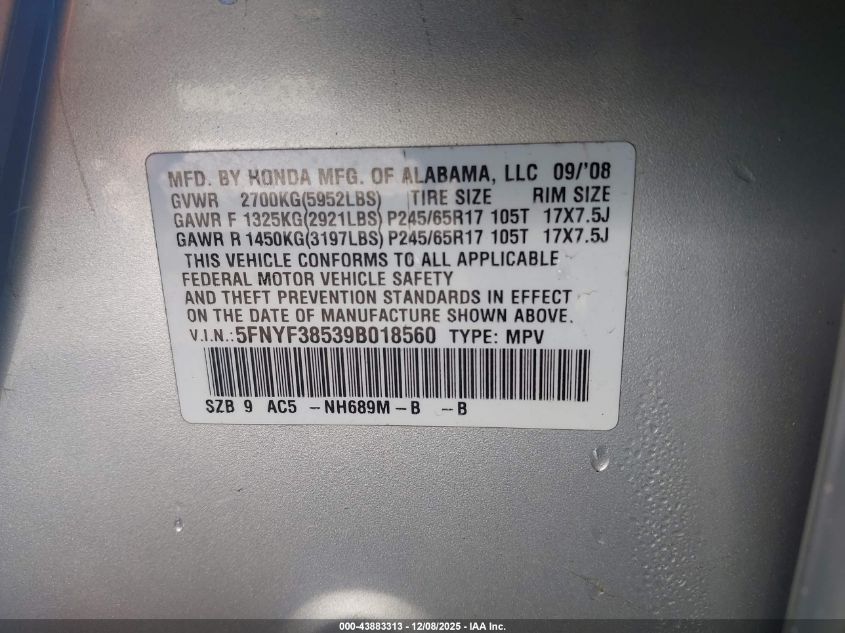 MFD. BY HONDA MFG. OF ALABAMA, LLC 09/'08
GVWR 2700KG(5952LBS) TIRE SIZE RIM SIZE
GAWR F 1325KG(2921LBS) P245/65R17 105T 17X7.5J
GAWR R 1450KG(3197LBS) P245/65R17 105T 17X7.5J
THIS VEHICLE CONFORMS TO ALL APPLICABLE
FEDERAL MOTOR VEHICLE SAFETY
AND THEFT PREVENTION STANDARDS IN EFFECT
ON THE DATE OF MANUFACTURE SHOWN ABOVE.
V.I.N.:5FNYF38539B018560 TYPE: MPV
SZB 9 AC5 -NH689M-B -B
000-43883313 - 12/08/2025 - IAA Inc.